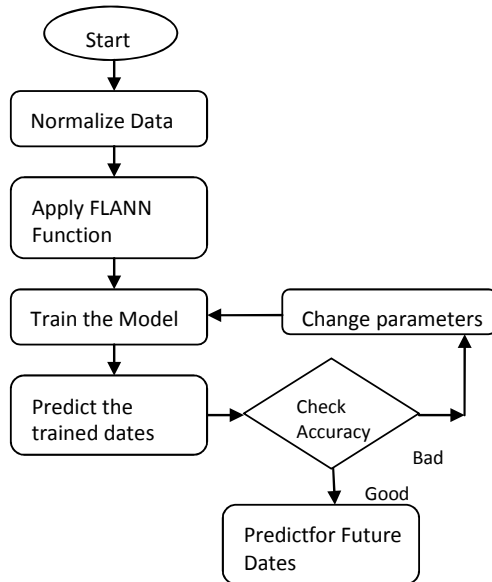 Start
Normalize Data
Apply FLANN
Function
Train the Model
Change parameters
Predict the
trained dates
Check
Accuracy
Bad
Good
Predictfor Future
Dates